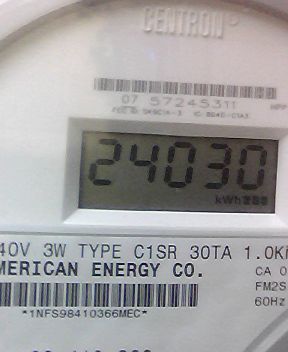 CENTRON®
07 57245311
24030
kWh
40V 3W TYPE C1SR 30TA 1.0K
MERICAN ENERGY CO.
CA 0
FM2S
60Hz
*1NFS98410366MEC*